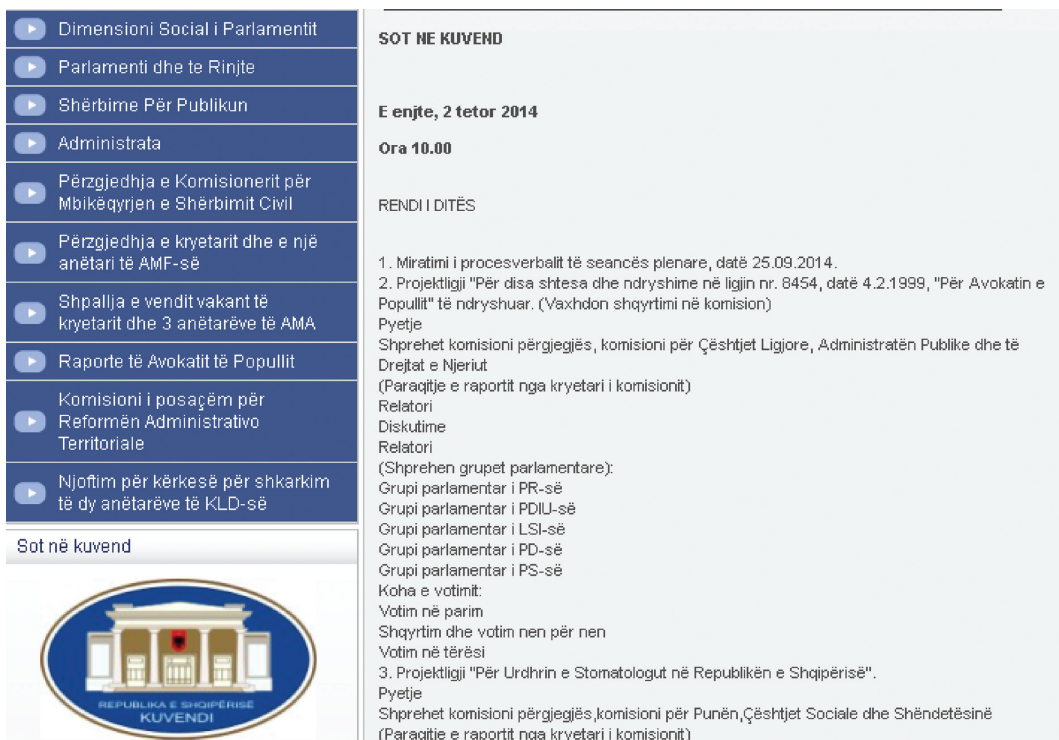 Dimensioni Social i Parlamentit
Parlamenti dhe te Rinjte
Shërbime Për Publikun
Administrata
Përzgjedhja e Komisionerit për
Mbikëqyrjen e Shërbimit Civil
Përzgjedhja e kryetarit dhe e një
anëtari të AMF-së
Shpallja e vendit vakant të
kryetarit dhe 3 anëtarëve të AMA
Raporte të Avokatit të Popullit
Komisioni i posaçëm për
Reformën Administrativo
Territoriale
Njoftim për kërkesë për shkarkim
të dy anëtarëve të KLD-së
Sot në kuvend
REPUBLIKA E SHQIPËRISË
KUVENDI
SOT NE KUVEND
E enjte, 2 tetor 2014
Ora 10.00
RENDI I DITËS
1. Miratimi i procesverbalit të seancës plenare, datë 25.09.2014.
2. Projektligji "Për disa shtesa dhe ndryshime në ligjin nr. 8454, datë 4.2.1999, "Për Avokatin e
Popullit" të ndryshuar. (Vaxhdon shqyrtimi në komision)
Pyetje
Shprehet komisioni përgjegjës, komisioni për Çështjet Ligjore, Administratën Publike dhe të
Drejtat e Njeriut
(Paraqitje e raportit nga kryetari i komisionit)
Relatori
Diskutime
Relatori
(Shprehen grupet parlamentare):
Grupi parlamentar i PR-së
Grupi parlamentar i PDIU-së
Grupi parlamentar i LSI-së
Grupi parlamentar i PD-së
Grupi parlamentar i PS-së
Koha e votimit:
Votim në parim
Shqyrtim dhe votim nen për nen
Votim në tërësi
3. Projektligji "Për Urdhrin e Stomatologut në Republikën e Shqipërisë".
Pyetje
Shprehet komisioni përgjegjës,komisioni për Punën,Çështjet Sociale dhe Shëndetësinë
(Paraqitje e raportit nga kryetari i komisionit)